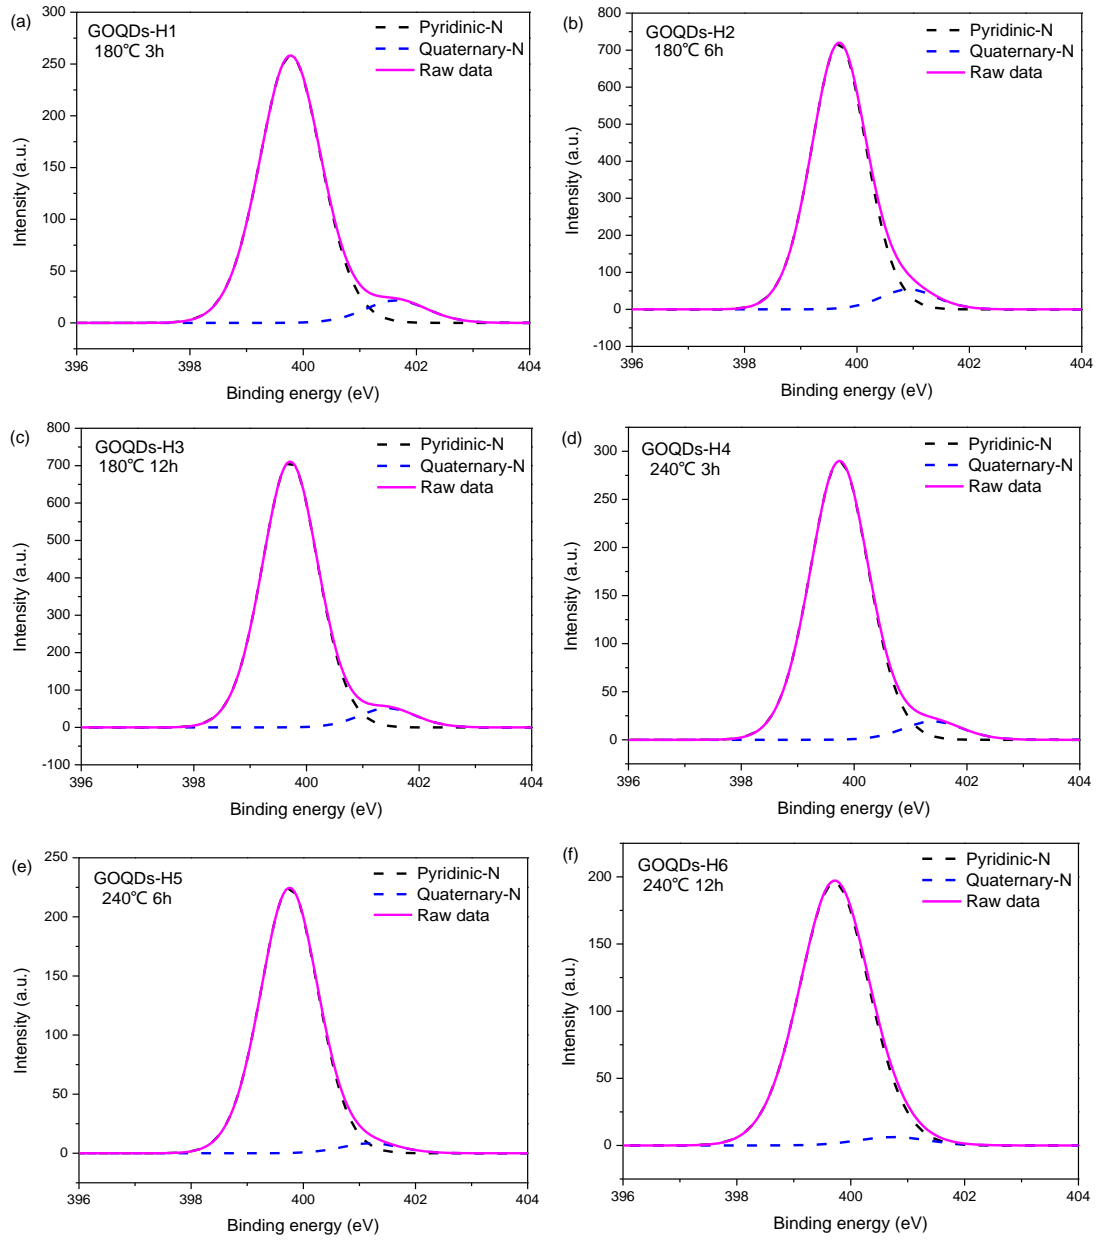 (a)
GOQDs-H1
180℃ 3h
Pyridinic-N
Quaternary-N
Raw data
300
250
200
150
100
50
0
Intensity (a.u.)
396
398
400
402
404
Binding energy (eV)
(b)
GOQDs-H2
180℃ 6h
Pyridinic-N
Quaternary-N
Raw data
800
700
600
500
400
300
200
100
0
-100
Intensity (a.u.)
396
398
400
402
404
Binding energy (eV)
(c)
GOQDs-H3
180℃ 12h
Pyridinic-N
Quaternary-N
Raw data
800
700
600
500
400
300
200
100
0
-100
Intensity (a.u.)
396
398
400
402
404
Binding energy (eV)
(d)
GOQDs-H4
240℃ 3h
Pyridinic-N
Quaternary-N
Raw data
300
250
200
150
100
50
0
Intensity (a.u.)
396
398
400
402
404
Binding energy (eV)
(e)
GOQDs-H5
240℃ 6h
Pyridinic-N
Quaternary-N
Raw data
250
200
150
100
50
0
Intensity (a.u.)
396
398
400
402
404
Binding energy (eV)
(f)
GOQDs-H6
240℃ 12h
Pyridinic-N
Quaternary-N
Raw data
200
150
100
50
0
Intensity (a.u.)
396
398
400
402
404
Binding energy (eV)